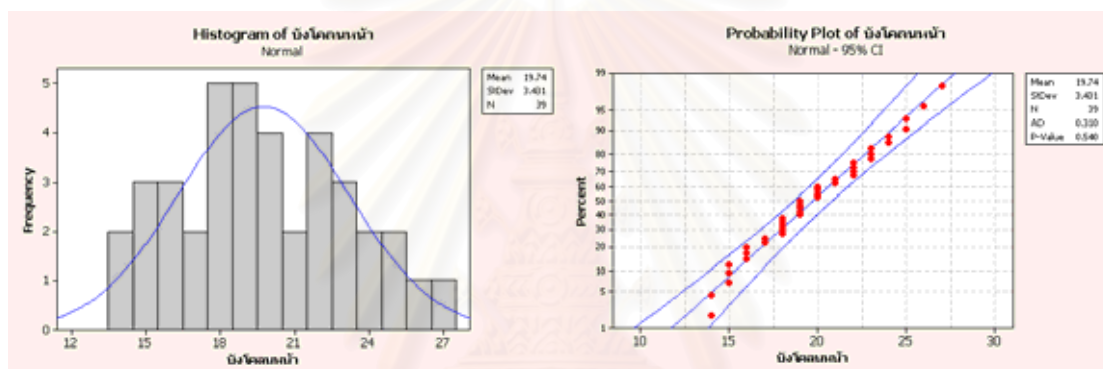 Histogram of บังโคลนหน้า
Normal
Mean 19.74
StDev 3.401
N 39
Frequency
5
4
3
2
1
0
12 15 18 21 24 27
บังโคลนหน้า
Probability Plot of บังโคลนหน้า
Normal - 95% CI
Mean 19.74
StDev 3.401
N 39
AD 0.310
P-Value 0.540
Percent
99
95
90
80
70
60
50
40
30
20
10
5
1
10 15 20 25 30
บังโคลนหน้า